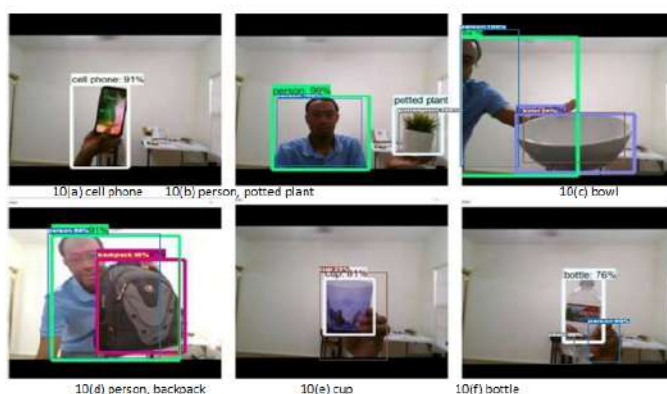 cell phone: 91%
person: 98%
potted plant
10(a) cell phone
10(b) person, potted plant
10(c) bowl
backpack
cup: 81%
bottle: 76%
10(d) person, backpack
10(e) cup
10(f) bottle